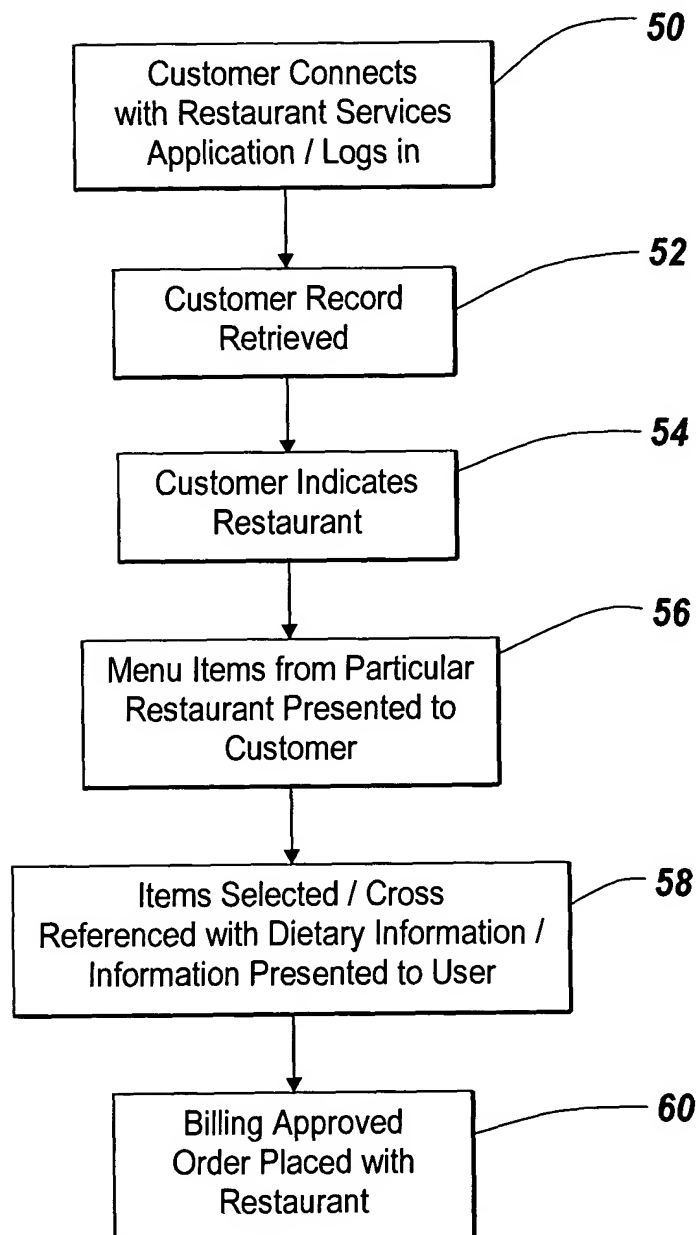 50
Customer Connects
with Restaurant Services
Application / Logs in
52
Customer Record
Retrieved
54
Customer Indicates
Restaurant
56
Menu Items from Particular
Restaurant Presented to
Customer
58
Items Selected / Cross
Referenced with Dietary Information /
Information Presented to User
60
Billing Approved
Order Placed with
Restaurant